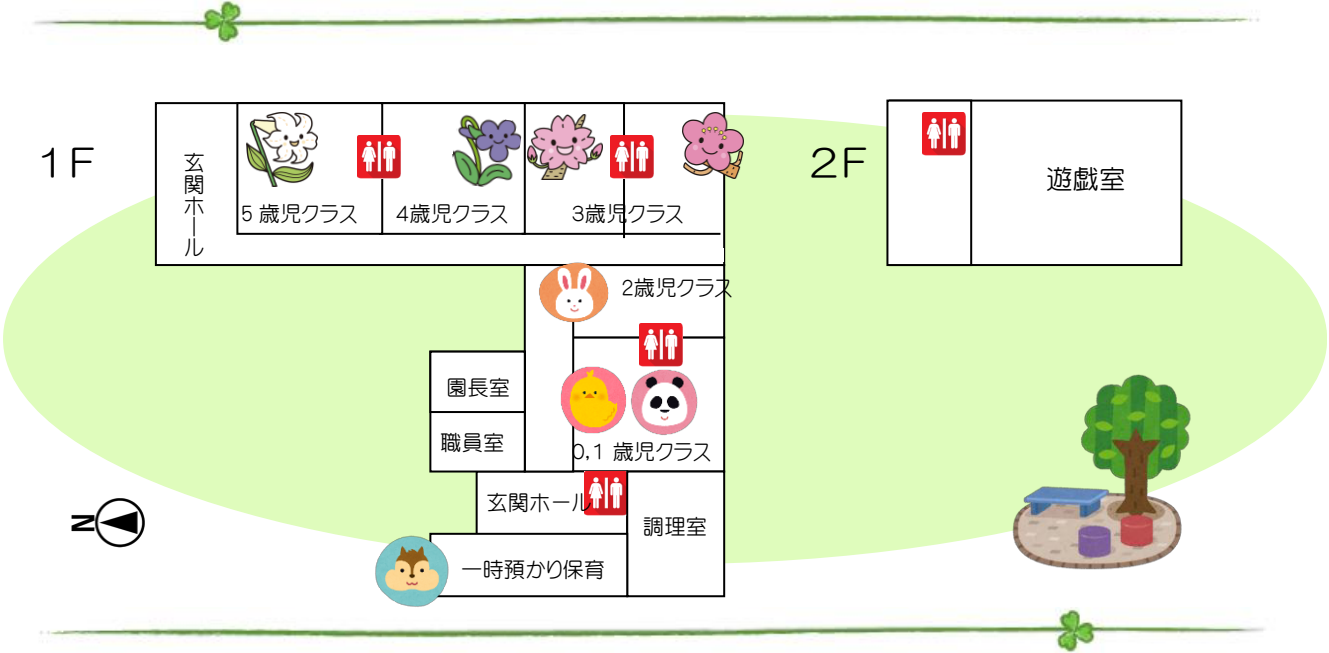 1F
玄関ホール
5 歳児クラス
4歳児クラス
3歳児クラス
2F
遊戯室
2歳児クラス
園長室
職員室
0,1 歳児クラス
玄関ホール
調理室
一時預かり保育
N